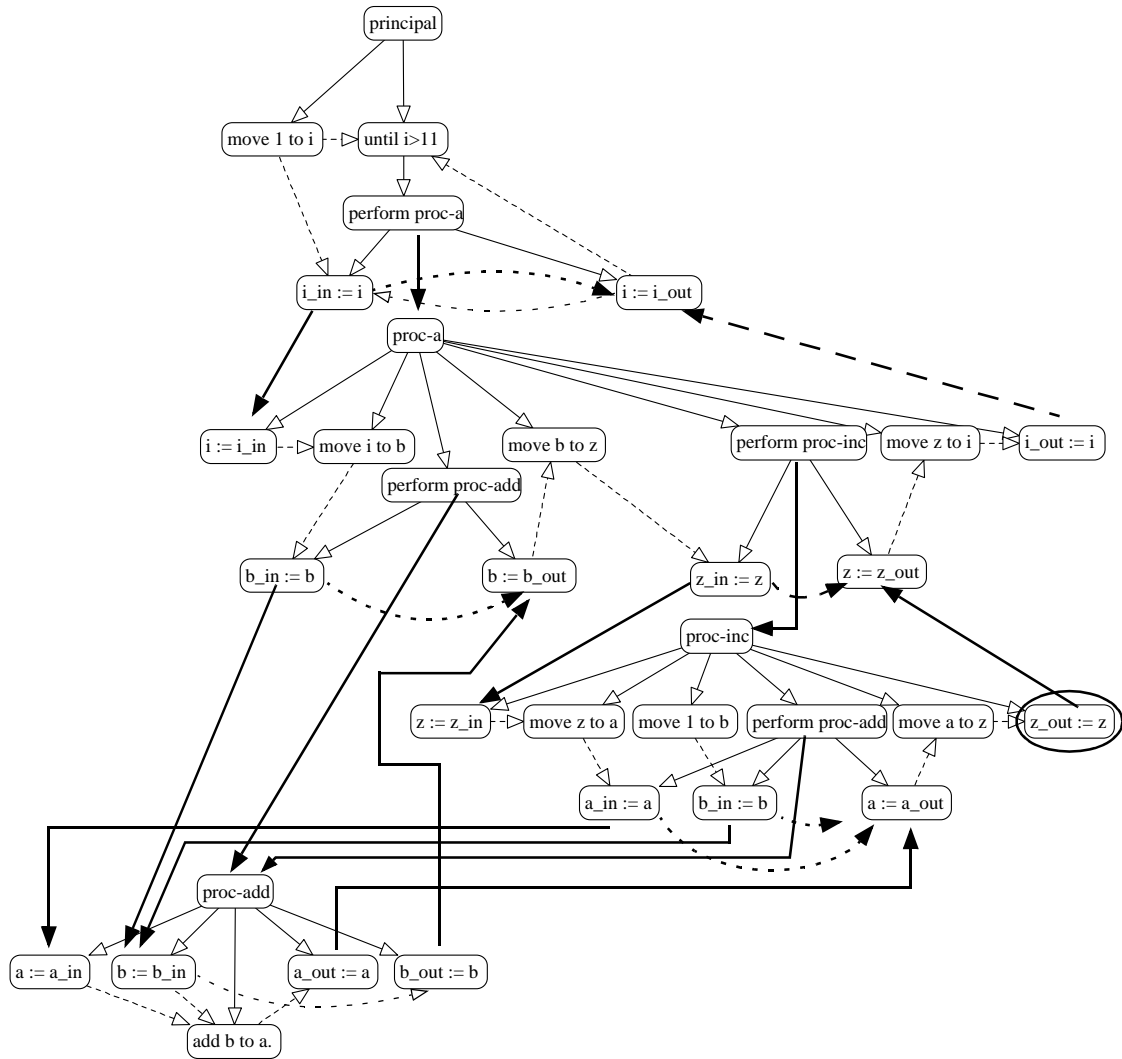 principal
move 1 to i
until i>11
perform proc-a
i_in := i
i := i_out
proc-a
i := i_in
move i to b
move b to z
perform proc-inc
move z to i
i_out := i
perform proc-add
b_in := b
b := b_out
z_in := z
z := z_out
proc-inc
z := z_in
move z to a
move 1 to b
perform proc-add
move a to z
z_out := z
a_in := a
b_in := b
a := a_out
proc-add
a := a_in
b := b_in
a_out := a
b_out := b
add b to a.